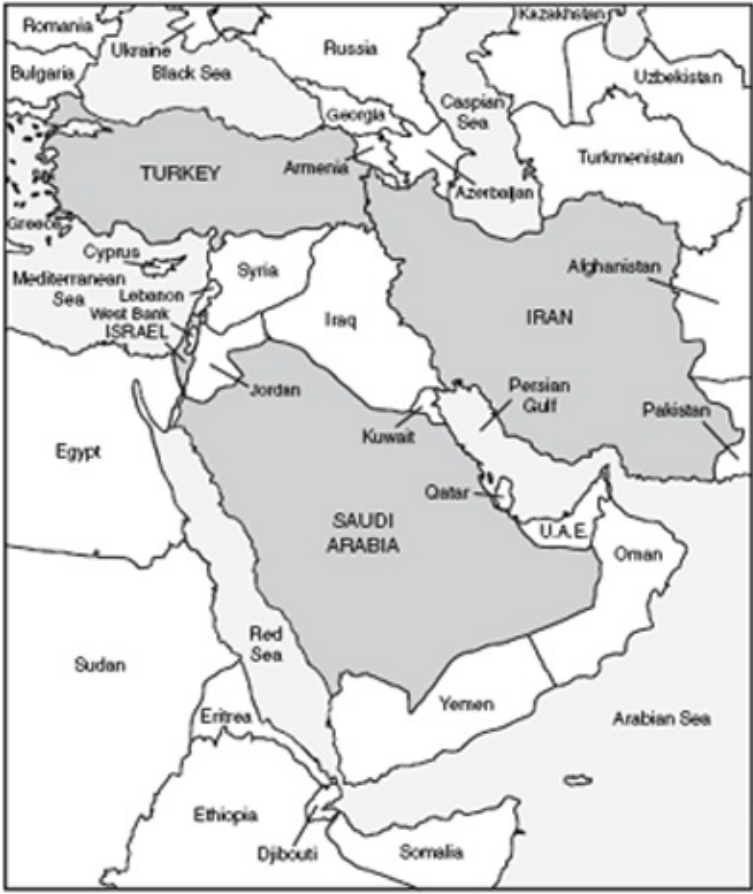 Romania
Ukraine
Russia
Kazakhstan
Bulgaria
Black Sea
Uzbekistan
Caspian
Sea
Georgia
TURKEY
Armenia
Azerbaijan
Turkmenistan
Greece
Cyprus
Mediterranean
Sea
Syria
Afghanistan
Lebanon
West Bank
ISRAEL
Iraq
IRAN
Jordan
Persian
Gulf
Pakistan
Kuwait
Egypt
Qatar
SAUDI
ARABIA
U.A.E.
Oman
Red
Sea
Sudan
Yemen
Eritrea
Arabian Sea
Ethiopia
Djibouti
Somalia